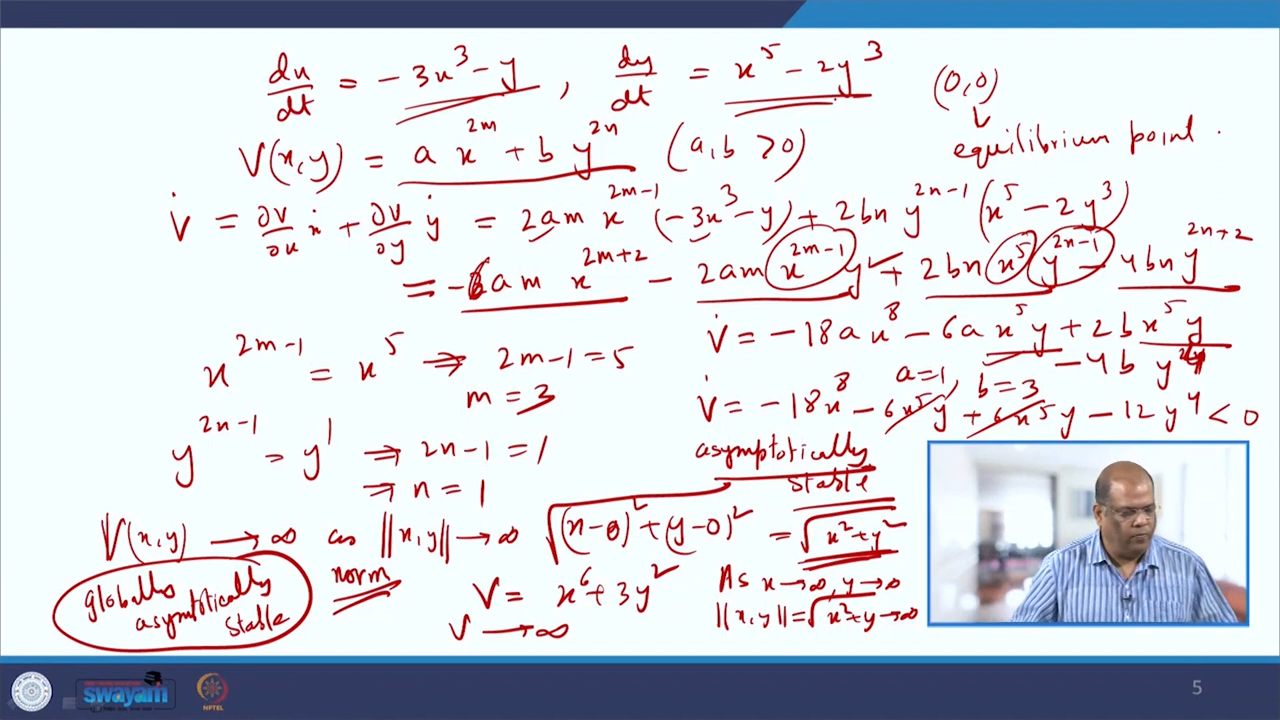 dx/dt = -3x³ - y , dy/dt = x⁵ - 2y³
(0,0)
↓
equilibrium point.
V(x,y) = a x^{2m} + b y^{2n} (a,b > 0)
V̇ = ∂V/∂x ẋ + ∂V/∂y ẏ = 2am x^{2m-1} (-3x³ - y) + 2bn y^{2n-1} (x⁵ - 2y³)
= -6am x^{2m+2} - 2am x^{2m-1} y + 2bn x⁵ y^{2n-1} - 4bn y^{2n+2}
x^{2m-1} = x⁵ ⇒ 2m-1 = 5
m = 3
y^{2n-1} = y¹ ⇒ 2n-1 = 1
⇒ n = 1
V̇ = -18a x⁸ - 6a x⁵y + 2b x⁵y
- 4b y⁴
a=1, b=3
V̇ = -18x⁸ - 6x⁵y + 6x⁵y - 12y⁴ < 0
asymptotically
stable
V(x,y) → ∞ as ||x,y|| → ∞ √((x-0)² + (y-0)²) = √(x²+y²)
norm
globally
asymptotically
stable
V = x⁶ + 3y²
V → ∞
As x→∞, y→∞
||x,y|| = √(x²+y) → ∞
swayam
NPTEL
5